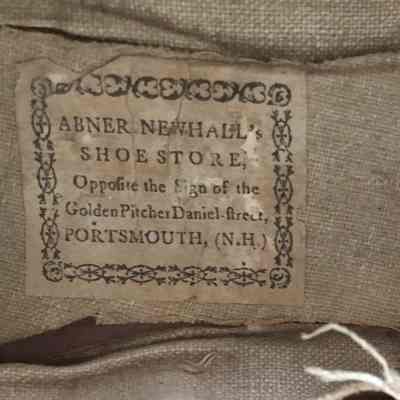 ABNER NEWHALL's
SHOE STORE,
Oppoſite the Sign of the
Golden Pitcher Daniel-ſtreet,
PORTSMOUTH, (N.H.)